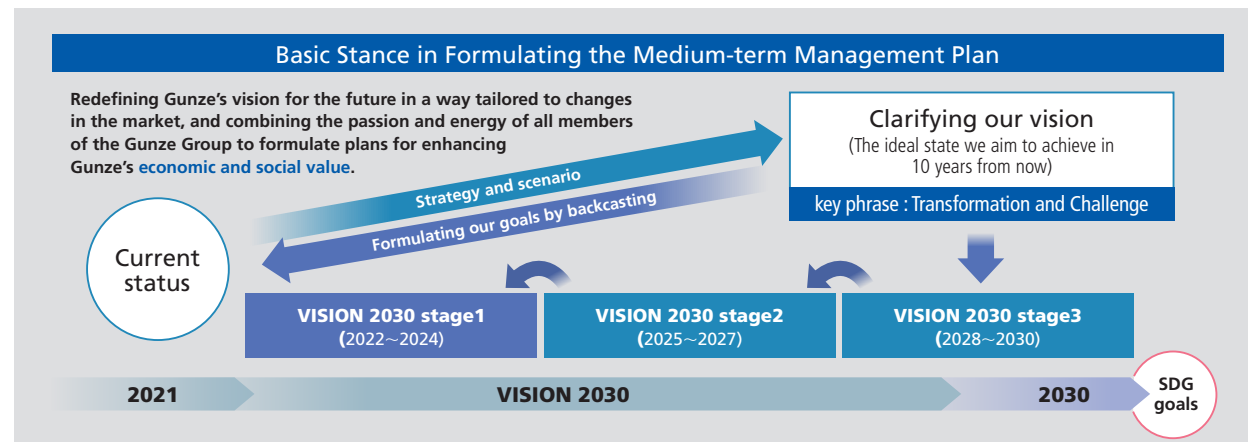 Basic Stance in Formulating the Medium-term Management Plan
Redefining Gunze's vision for the future in a way tailored to changes
in the market, and combining the passion and energy of all members
of the Gunze Group to formulate plans for enhancing
Gunze's economic and social value.
Clarifying our vision
(The ideal state we aim to achieve in
10 years from now)
key phrase : Transformation and Challenge
Strategy and scenario
Formulating our goals by backcasting
Current
status
VISION 2030 stage1
(2022~2024)
VISION 2030 stage2
(2025~2027)
VISION 2030 stage3
(2028~2030)
2021
VISION 2030
2030
SDG
goals